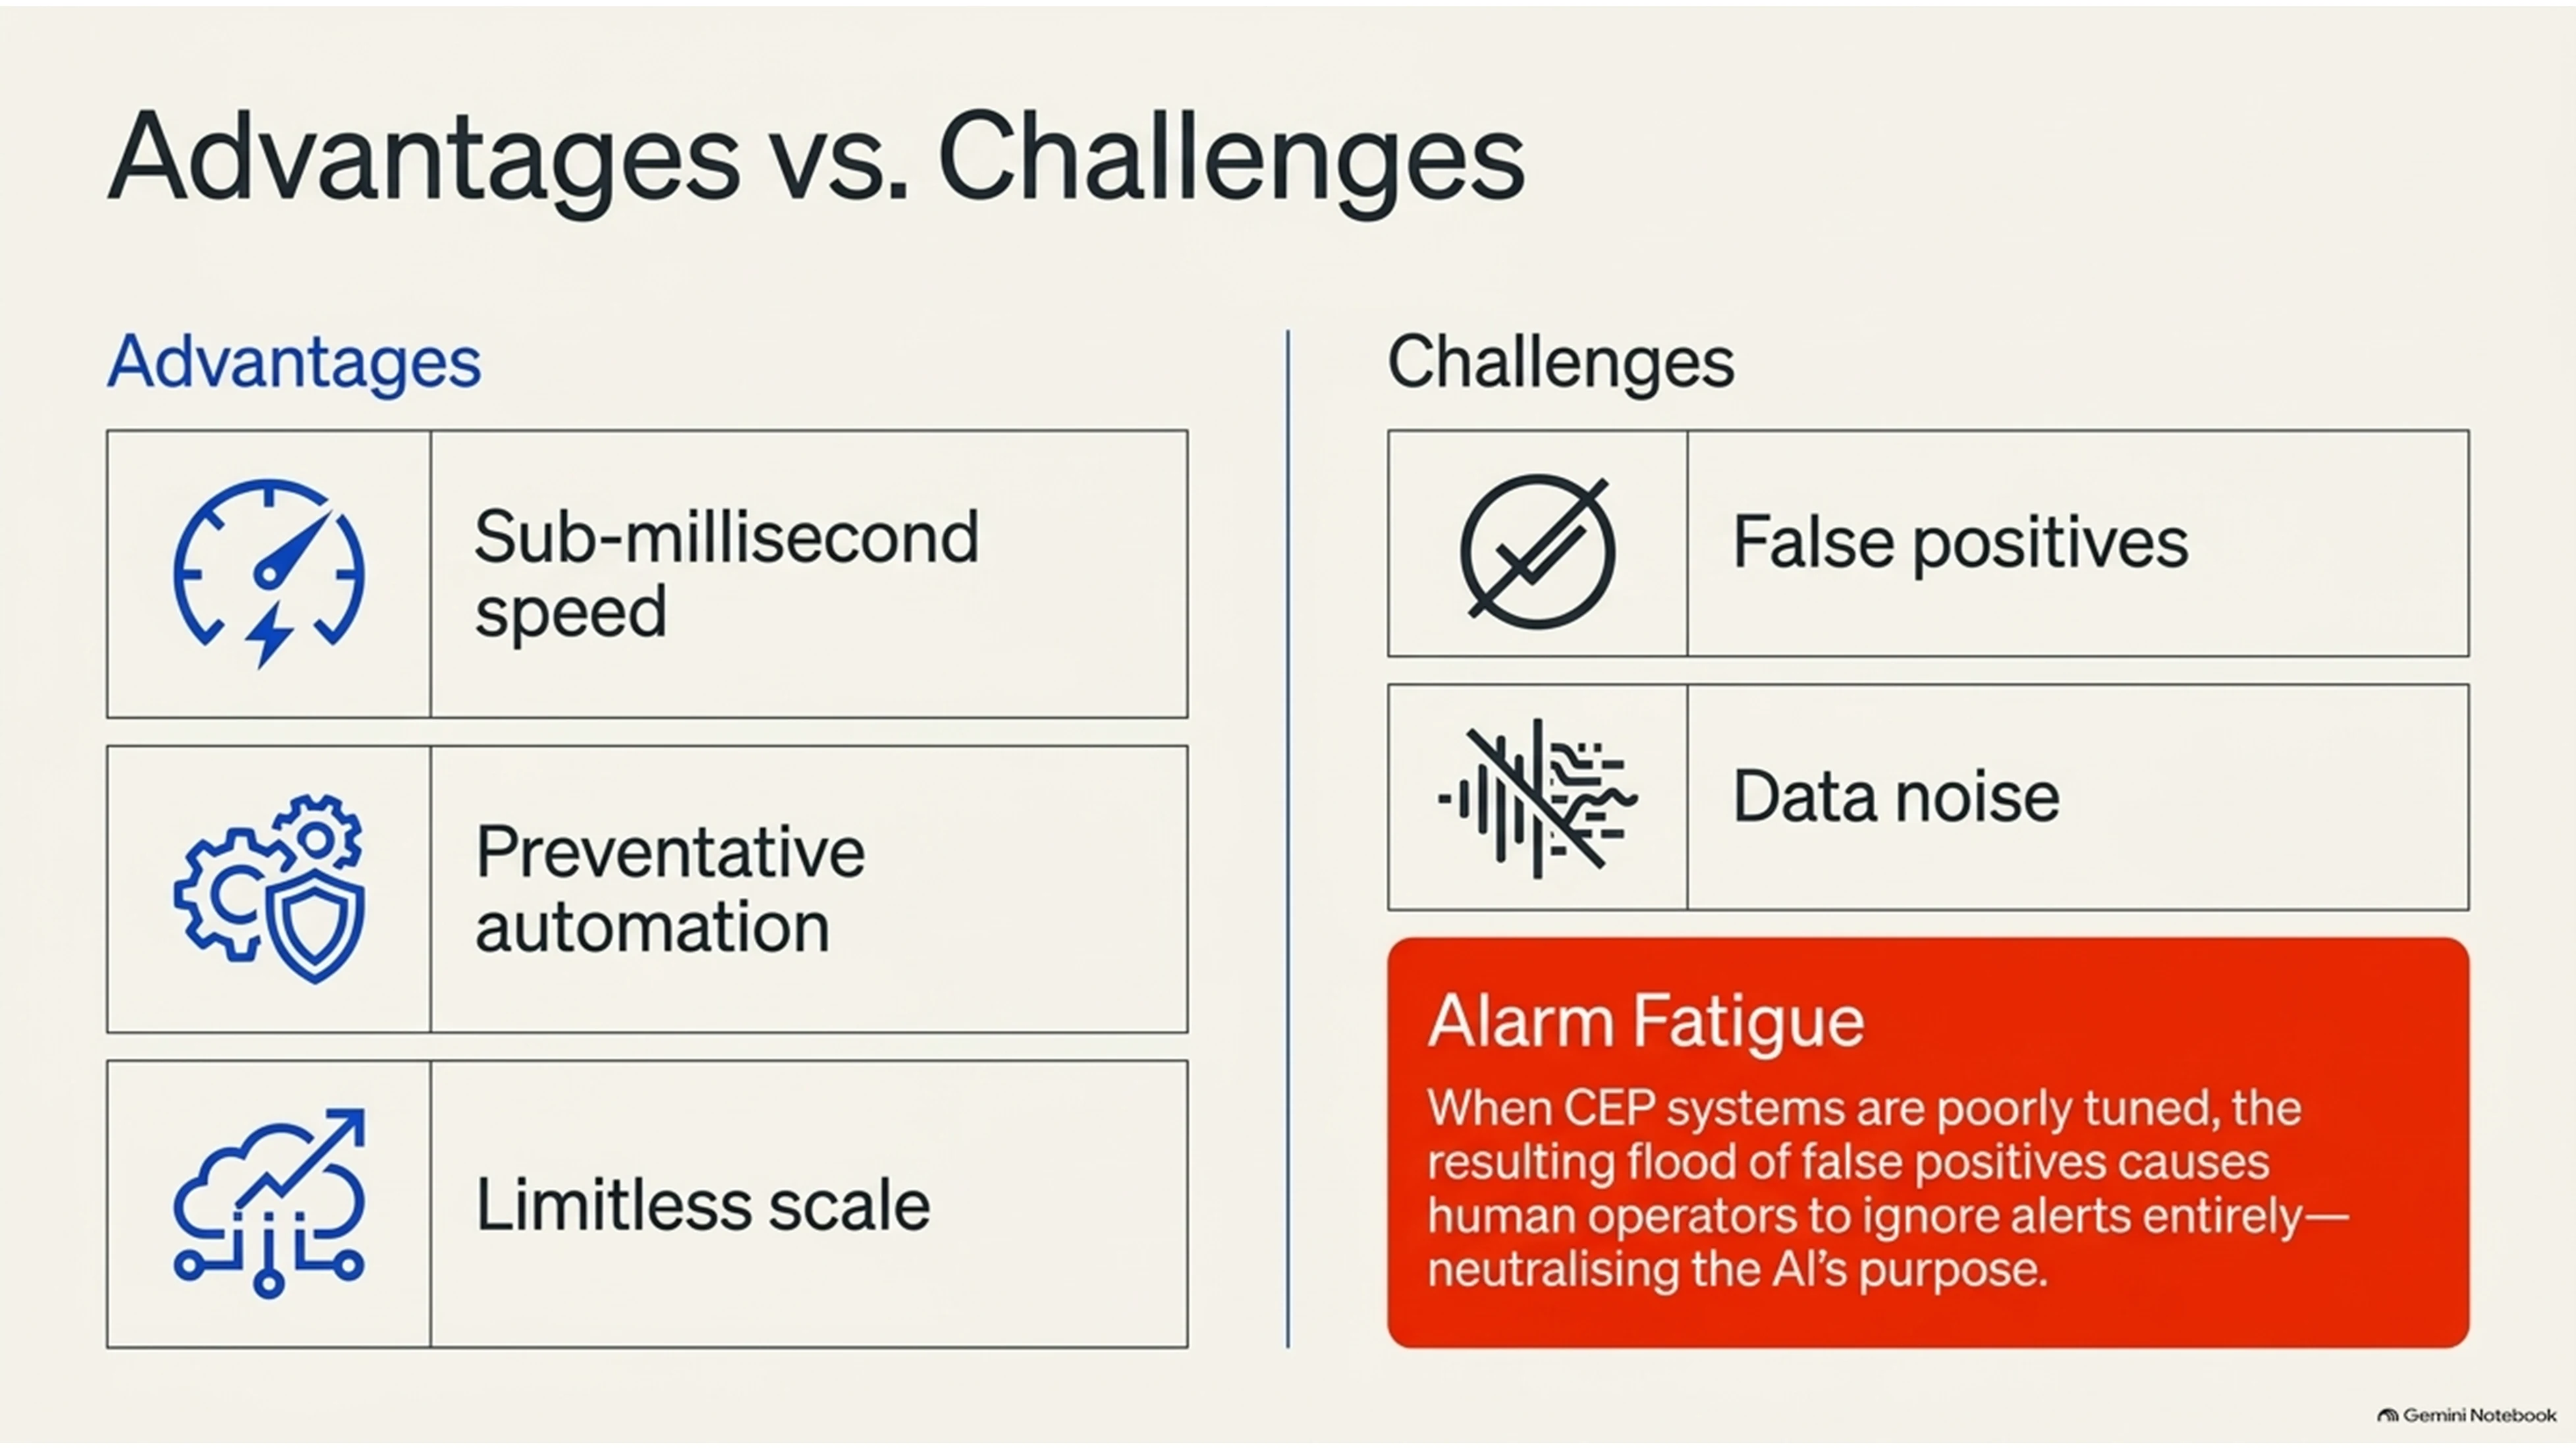 Advantages vs. Challenges
Advantages
Sub-millisecond
speed
Preventative
automation
Limitless scale
Challenges
False positives
Data noise
Alarm Fatigue
When CEP systems are poorly tuned, the
resulting flood of false positives causes
human operators to ignore alerts entirely—
neutralising the AI’s purpose.
Gemini Notebook